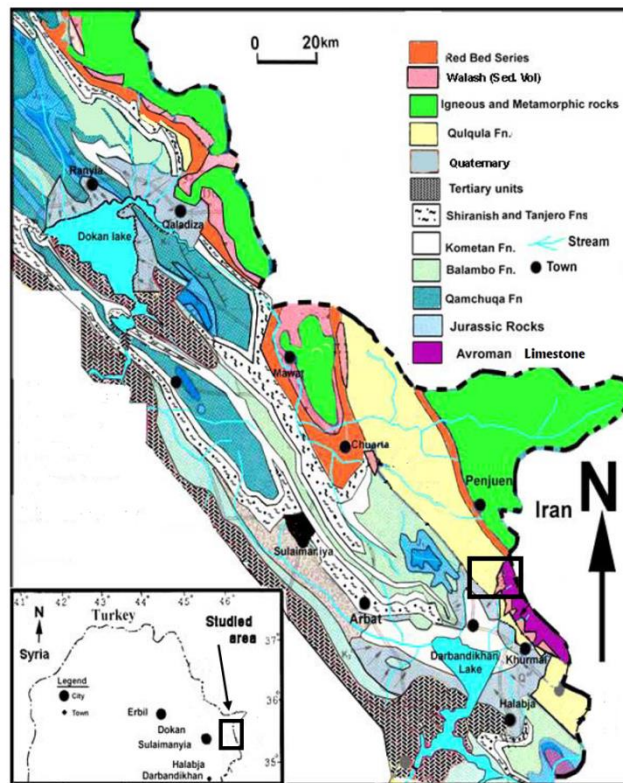 0 20km
Red Bed Series
Walash (Sed. Vol)
Igneous and Metamorphic rocks
Qulqula Fn.
Quaternary
Tertiary units
Shiranish and Tanjero Fns
Kometan Fn.
Stream
Balambo Fn.
Town
Qamchuqa Fn
Jurassic Rocks
Avroman Limestone
Ranyia
Qaladiza
Dokan lake
Mawat
Chuarta
Penjuen
Iran
N
Sulaimaniya
Arbat
Darbandikhan
Lake
Khurmal
Halabja
41 42 44 46
N
Turkey
Studied
area
Syria
37
Legend
City
Town
Erbil
36
Dokan
Sulaimanyia
Halabja
Darbandikhan
35